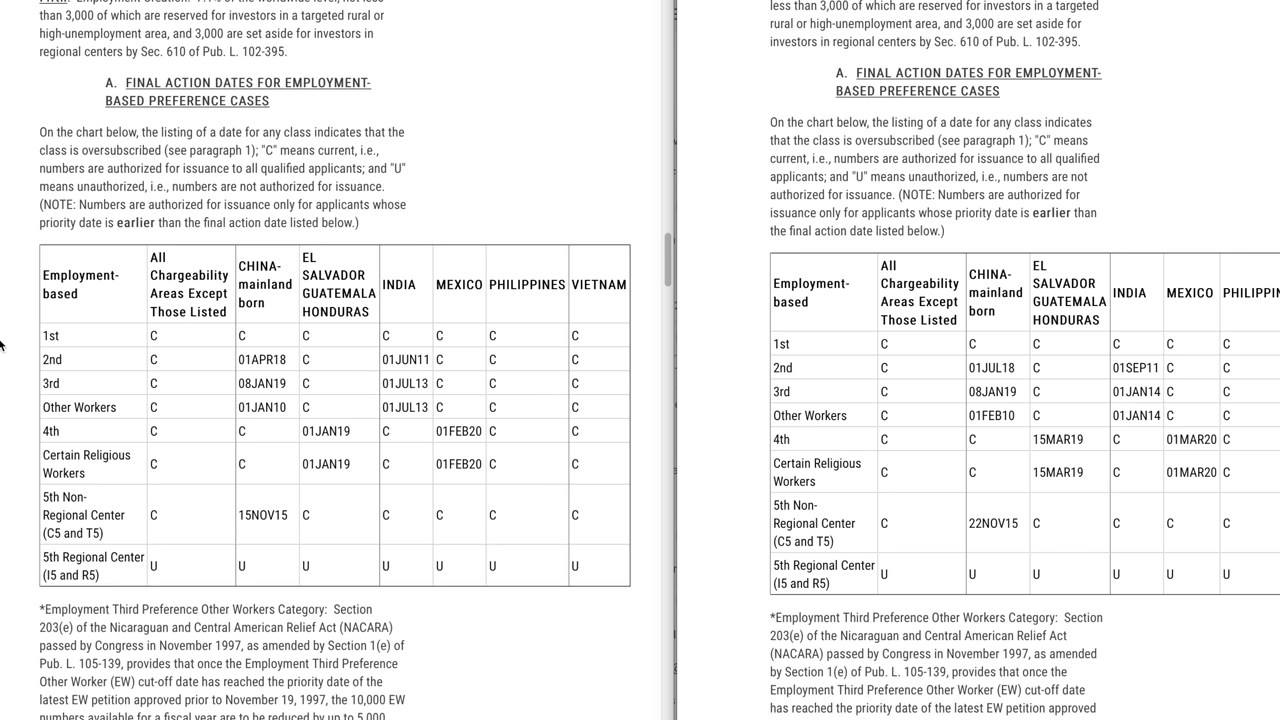 than 3,000 of which are reserved for investors in a targeted rural or
high-unemployment area, and 3,000 are set aside for investors in
regional centers by Sec. 610 of Pub. L. 102-395.
A. FINAL ACTION DATES FOR EMPLOYMENT-
BASED PREFERENCE CASES
On the chart below, the listing of a date for any class indicates that the
class is oversubscribed (see paragraph 1); "C" means current, i.e.,
numbers are authorized for issuance to all qualified applicants; and "U"
means unauthorized, i.e., numbers are not authorized for issuance.
(NOTE: Numbers are authorized for issuance only for applicants whose
priority date is earlier than the final action date listed below.)
Employment-based All Chargeability Areas Except Those Listed CHINA-mainland born EL SALVADOR GUATEMALA HONDURAS INDIA MEXICO PHILIPPINES VIETNAM
1st C C C C C C C
2nd C 01APR18 C 01JUN11 C C C
3rd C 08JAN19 C 01JUL13 C C C
Other Workers C 01JAN10 C 01JUL13 C C C
4th C C 01JAN19 C 01FEB20 C C
Certain Religious Workers C C 01JAN19 C 01FEB20 C C
5th Non-Regional Center (C5 and T5) C 15NOV15 C C C C C
5th Regional Center (I5 and R5) U U U U U U U
*Employment Third Preference Other Workers Category: Section
203(e) of the Nicaraguan and Central American Relief Act (NACARA)
passed by Congress in November 1997, as amended by Section 1(e) of
Pub. L. 105-139, provides that once the Employment Third Preference
Other Worker (EW) cut-off date has reached the priority date of the
latest EW petition approved prior to November 19, 1997, the 10,000 EW
numbers available for a fiscal year are to be reduced by up to 5,000
less than 3,000 of which are reserved for investors in a targeted
rural or high-unemployment area, and 3,000 are set aside for
investors in regional centers by Sec. 610 of Pub. L. 102-395.
A. FINAL ACTION DATES FOR EMPLOYMENT-
BASED PREFERENCE CASES
On the chart below, the listing of a date for any class indicates
that the class is oversubscribed (see paragraph 1); "C" means
current, i.e., numbers are authorized for issuance to all qualified
applicants; and "U" means unauthorized, i.e., numbers are not
authorized for issuance. (NOTE: Numbers are authorized for
issuance only for applicants whose priority date is earlier than
the final action date listed below.)
Employment-based All Chargeability Areas Except Those Listed CHINA-mainland born EL SALVADOR GUATEMALA HONDURAS INDIA MEXICO PHILIPPIN
1st C C C C C C
2nd C 01JUL18 C 01SEP11 C C
3rd C 08JAN19 C 01JAN14 C C
Other Workers C 01FEB10 C 01JAN14 C C
4th C C 15MAR19 C 01MAR20 C
Certain Religious Workers C C 15MAR19 C 01MAR20 C
5th Non-Regional Center (C5 and T5) C 22NOV15 C C C C
5th Regional Center (I5 and R5) U U U U U U
*Employment Third Preference Other Workers Category: Section
203(e) of the Nicaraguan and Central American Relief Act
(NACARA) passed by Congress in November 1997, as amended
by Section 1(e) of Pub. L. 105-139, provides that once the
Employment Third Preference Other Worker (EW) cut-off date
has reached the priority date of the latest EW petition approved